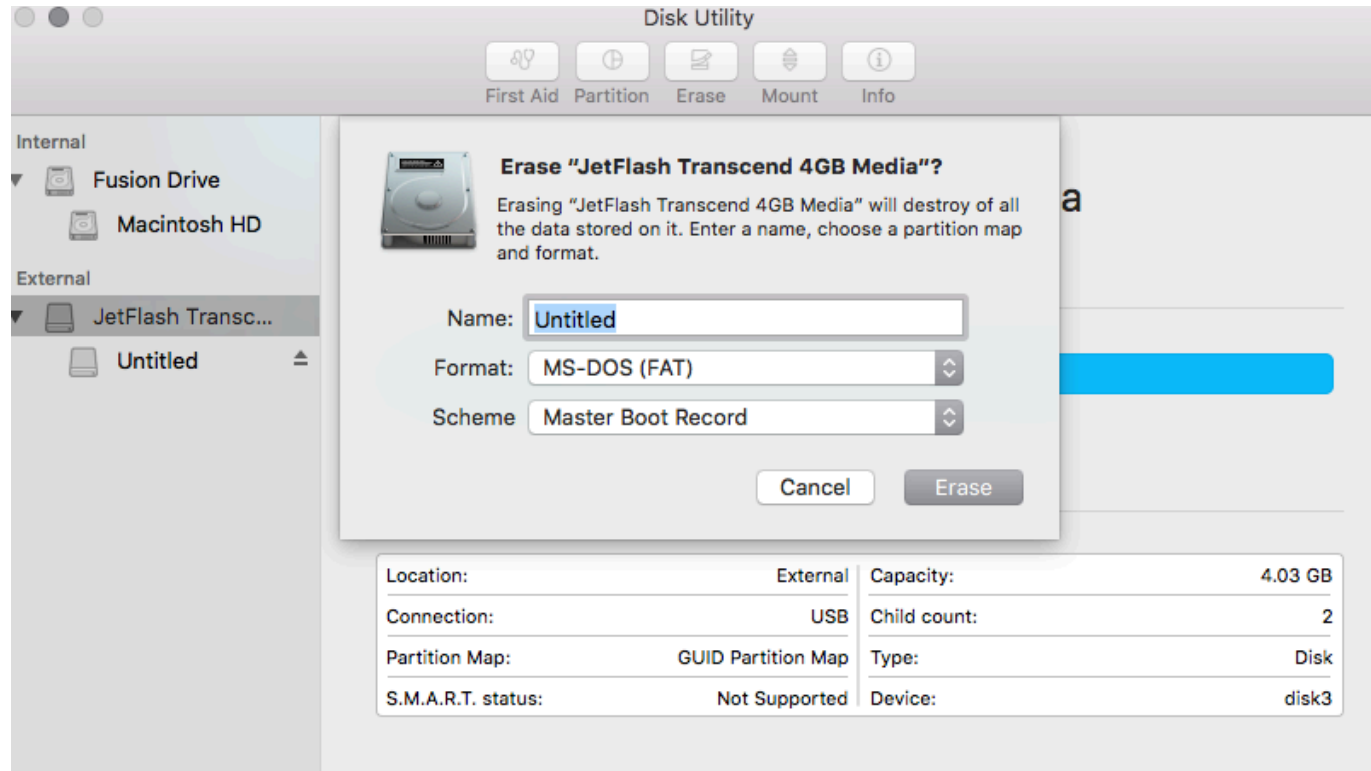 Disk Utility
First Aid Partition Erase Mount Info
Internal
Fusion Drive
Macintosh HD
External
JetFlash Transc...
Untitled
Erase “JetFlash Transcend 4GB Media”?
Erasing “JetFlash Transcend 4GB Media” will destroy of all
the data stored on it. Enter a name, choose a partition map
and format.
Name: Untitled
Format: MS-DOS (FAT)
Scheme Master Boot Record
Cancel Erase
a
Location: External Capacity: 4.03 GB
Connection: USB Child count: 2
Partition Map: GUID Partition Map Type: Disk
S.M.A.R.T. status: Not Supported Device: disk3